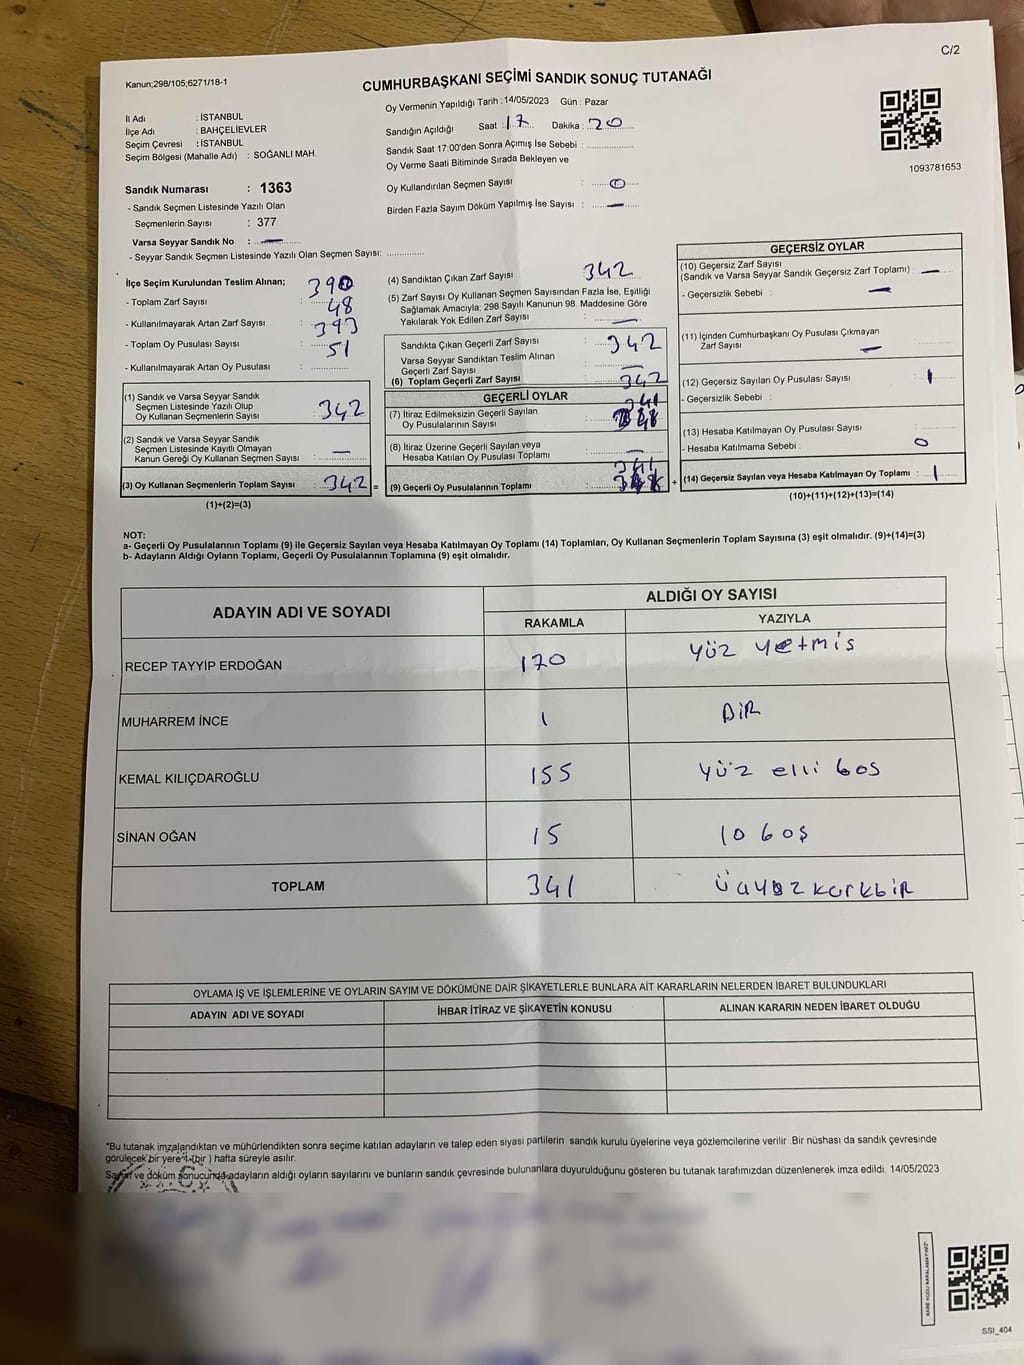 C/2
Kanun;298/105;6271/18-1
CUMHURBAŞKANI SEÇİMİ SANDIK SONUÇ TUTANAĞI
İl Adı : İSTANBUL
İlçe Adı : BAHÇELİEVLER
Seçim Çevresi : İSTANBUL
Seçim Bölgesi (Mahalle Adı) : SOĞANLI MAH.
Sandık Numarası : 1363
- Sandık Seçmen Listesinde Yazılı Olan
Seçmenlerin Sayısı : 377
Varsa Seyyar Sandık No : —
- Seyyar Sandık Seçmen Listesinde Yazılı Olan Seçmen Sayısı: ..............
Oy Vermenin Yapıldığı Tarih : 14/05/2023 Gün : Pazar
Sandığın Açıldığı Saat : 17 Dakika : 20
Sandık Saat 17:00'den Sonra Açımış İse Sebebi : ..............
Oy Verme Saati Bitiminde Sırada Bekleyen ve
Oy Kullandırılan Seçmen Sayısı : 0
Birden Fazla Sayım Döküm Yapılmış İse Sayısı : —
1093781653
İlçe Seçim Kurulundan Teslim Alınan; 390
- Toplam Zarf Sayısı : 48
- Kullanılmayarak Artan Zarf Sayısı : 393
- Toplam Oy Pusulası Sayısı : 51
- Kullanılmayarak Artan Oy Pusulası : ..............
(1) Sandık ve Varsa Seyyar Sandık
Seçmen Listesinde Yazılı Olup
Oy Kullanan Seçmenlerin Sayısı : 342
(2) Sandık ve Varsa Seyyar Sandık
Seçmen Listesinde Kayıtlı Olmayan
Kanun Gereği Oy Kullanan Seçmen Sayısı : —
(3) Oy Kullanan Seçmenlerin Toplam Sayısı : 342 =
(1)+(2)=(3)
(4) Sandıktan Çıkan Zarf Sayısı : 342
(5) Zarf Sayısı Oy Kullanan Seçmen Sayısından Fazla İse, Eşitliği
Sağlamak Amacıyla; 298 Sayılı Kanunun 98. Maddesine Göre
Yakılarak Yok Edilen Zarf Sayısı : —
Sandıkta Çıkan Geçerli Zarf Sayısı : 342
Varsa Seyyar Sandıktan Teslim Alınan
Geçerli Zarf Sayısı : —
(6) Toplam Geçerli Zarf Sayısı : 342
GEÇERLİ OYLAR
(7) İtiraz Edilmeksizin Geçerli Sayılan 341
Oy Pusulalarının Sayısı :
(8) İtiraz Üzerine Geçerli Sayılan veya
Hesaba Katılan Oy Pusulası Toplamı : —
(9) Geçerli Oy Pusulalarının Toplamı : 341 +
GEÇERSİZ OYLAR
(10) Geçersiz Zarf Sayısı
(Sandık ve Varsa Seyyar Sandık Geçersiz Zarf Toplamı) : —
- Geçersizlik Sebebi : —
(11) İçinden Cumhurbaşkanı Oy Pusulası Çıkmayan
Zarf Sayısı : —
(12) Geçersiz Sayılan Oy Pusulası Sayısı : 1
- Geçersizlik Sebebi :
(13) Hesaba Katılmayan Oy Pusulası Sayısı : ..............
- Hesaba Katılmama Sebebi : 0
(14) Geçersiz Sayılan veya Hesaba Katılmayan Oy Toplamı : 1
(10)+(11)+(12)+(13)=(14)
NOT:
a- Geçerli Oy Pusulalarının Toplamı (9) ile Geçersiz Sayılan veya Hesaba Katılmayan Oy Toplamı (14) Toplamları, Oy Kullanan Seçmenlerin Toplam Sayısına (3) eşit olmalıdır. (9)+(14)=(3)
b- Adayların Aldığı Oyların Toplamı, Geçerli Oy Pusulalarının Toplamına (9) eşit olmalıdır.
ADAYIN ADI VE SOYADI ALDIĞI OY SAYISI
RAKAMLA YAZIYLA
RECEP TAYYİP ERDOĞAN 170 yüz yetmis
MUHARREM İNCE 1 BİR
KEMAL KILIÇDAROĞLU 155 yüz elli bes
SİNAN OĞAN 15 10 beş
TOPLAM 341 üçyüzkırkbir
OYLAMA İŞ VE İŞLEMLERİNE VE OYLARIN SAYIM VE DÖKÜMÜNE DAİR ŞİKAYETLERLE BUNLARA AİT KARARLARIN NELERDEN İBARET BULUNDUKLARI
ADAYIN ADI VE SOYADI İHBAR İTİRAZ VE ŞİKAYETİN KONUSU ALINAN KARARIN NEDEN İBARET OLDUĞU
*Bu tutanak imzalandıktan ve mühürlendikten sonra seçime katılan adayların ve talep eden siyasi partilerin sandık kurulu üyelerine veya gözlemcilerine verilir .Bir nüshası da sandık çevresinde
görülecek bir yere 1 (bir ) hafta süreyle asılır.
Sayım ve döküm sonucunda adayların aldığı oyların sayılarını ve bunların sandık çevresinde bulunanlara duyurulduğunu gösteren bu tutanak tarafımızdan düzenlenerek imza edildi. 14/05/2023
KARE KODU KARALAMAYINIZ!
SSI_404